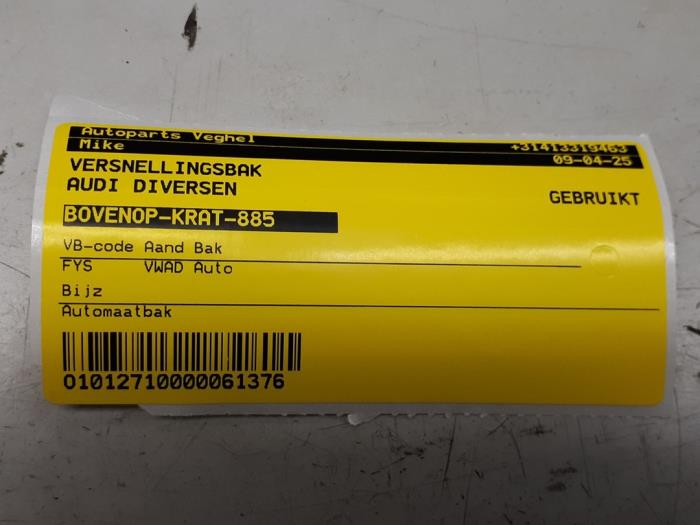 Autoparts Veghel
Mike +31413319463
09-04-25
VERSNELLINGSBAK
AUDI DIVERSEN
GEBRUIKT
BOVENOP-KRAT-885
VB-code Aand Bak
FYS VWAD Auto
Bijz
Automaatbak
01012710000061376